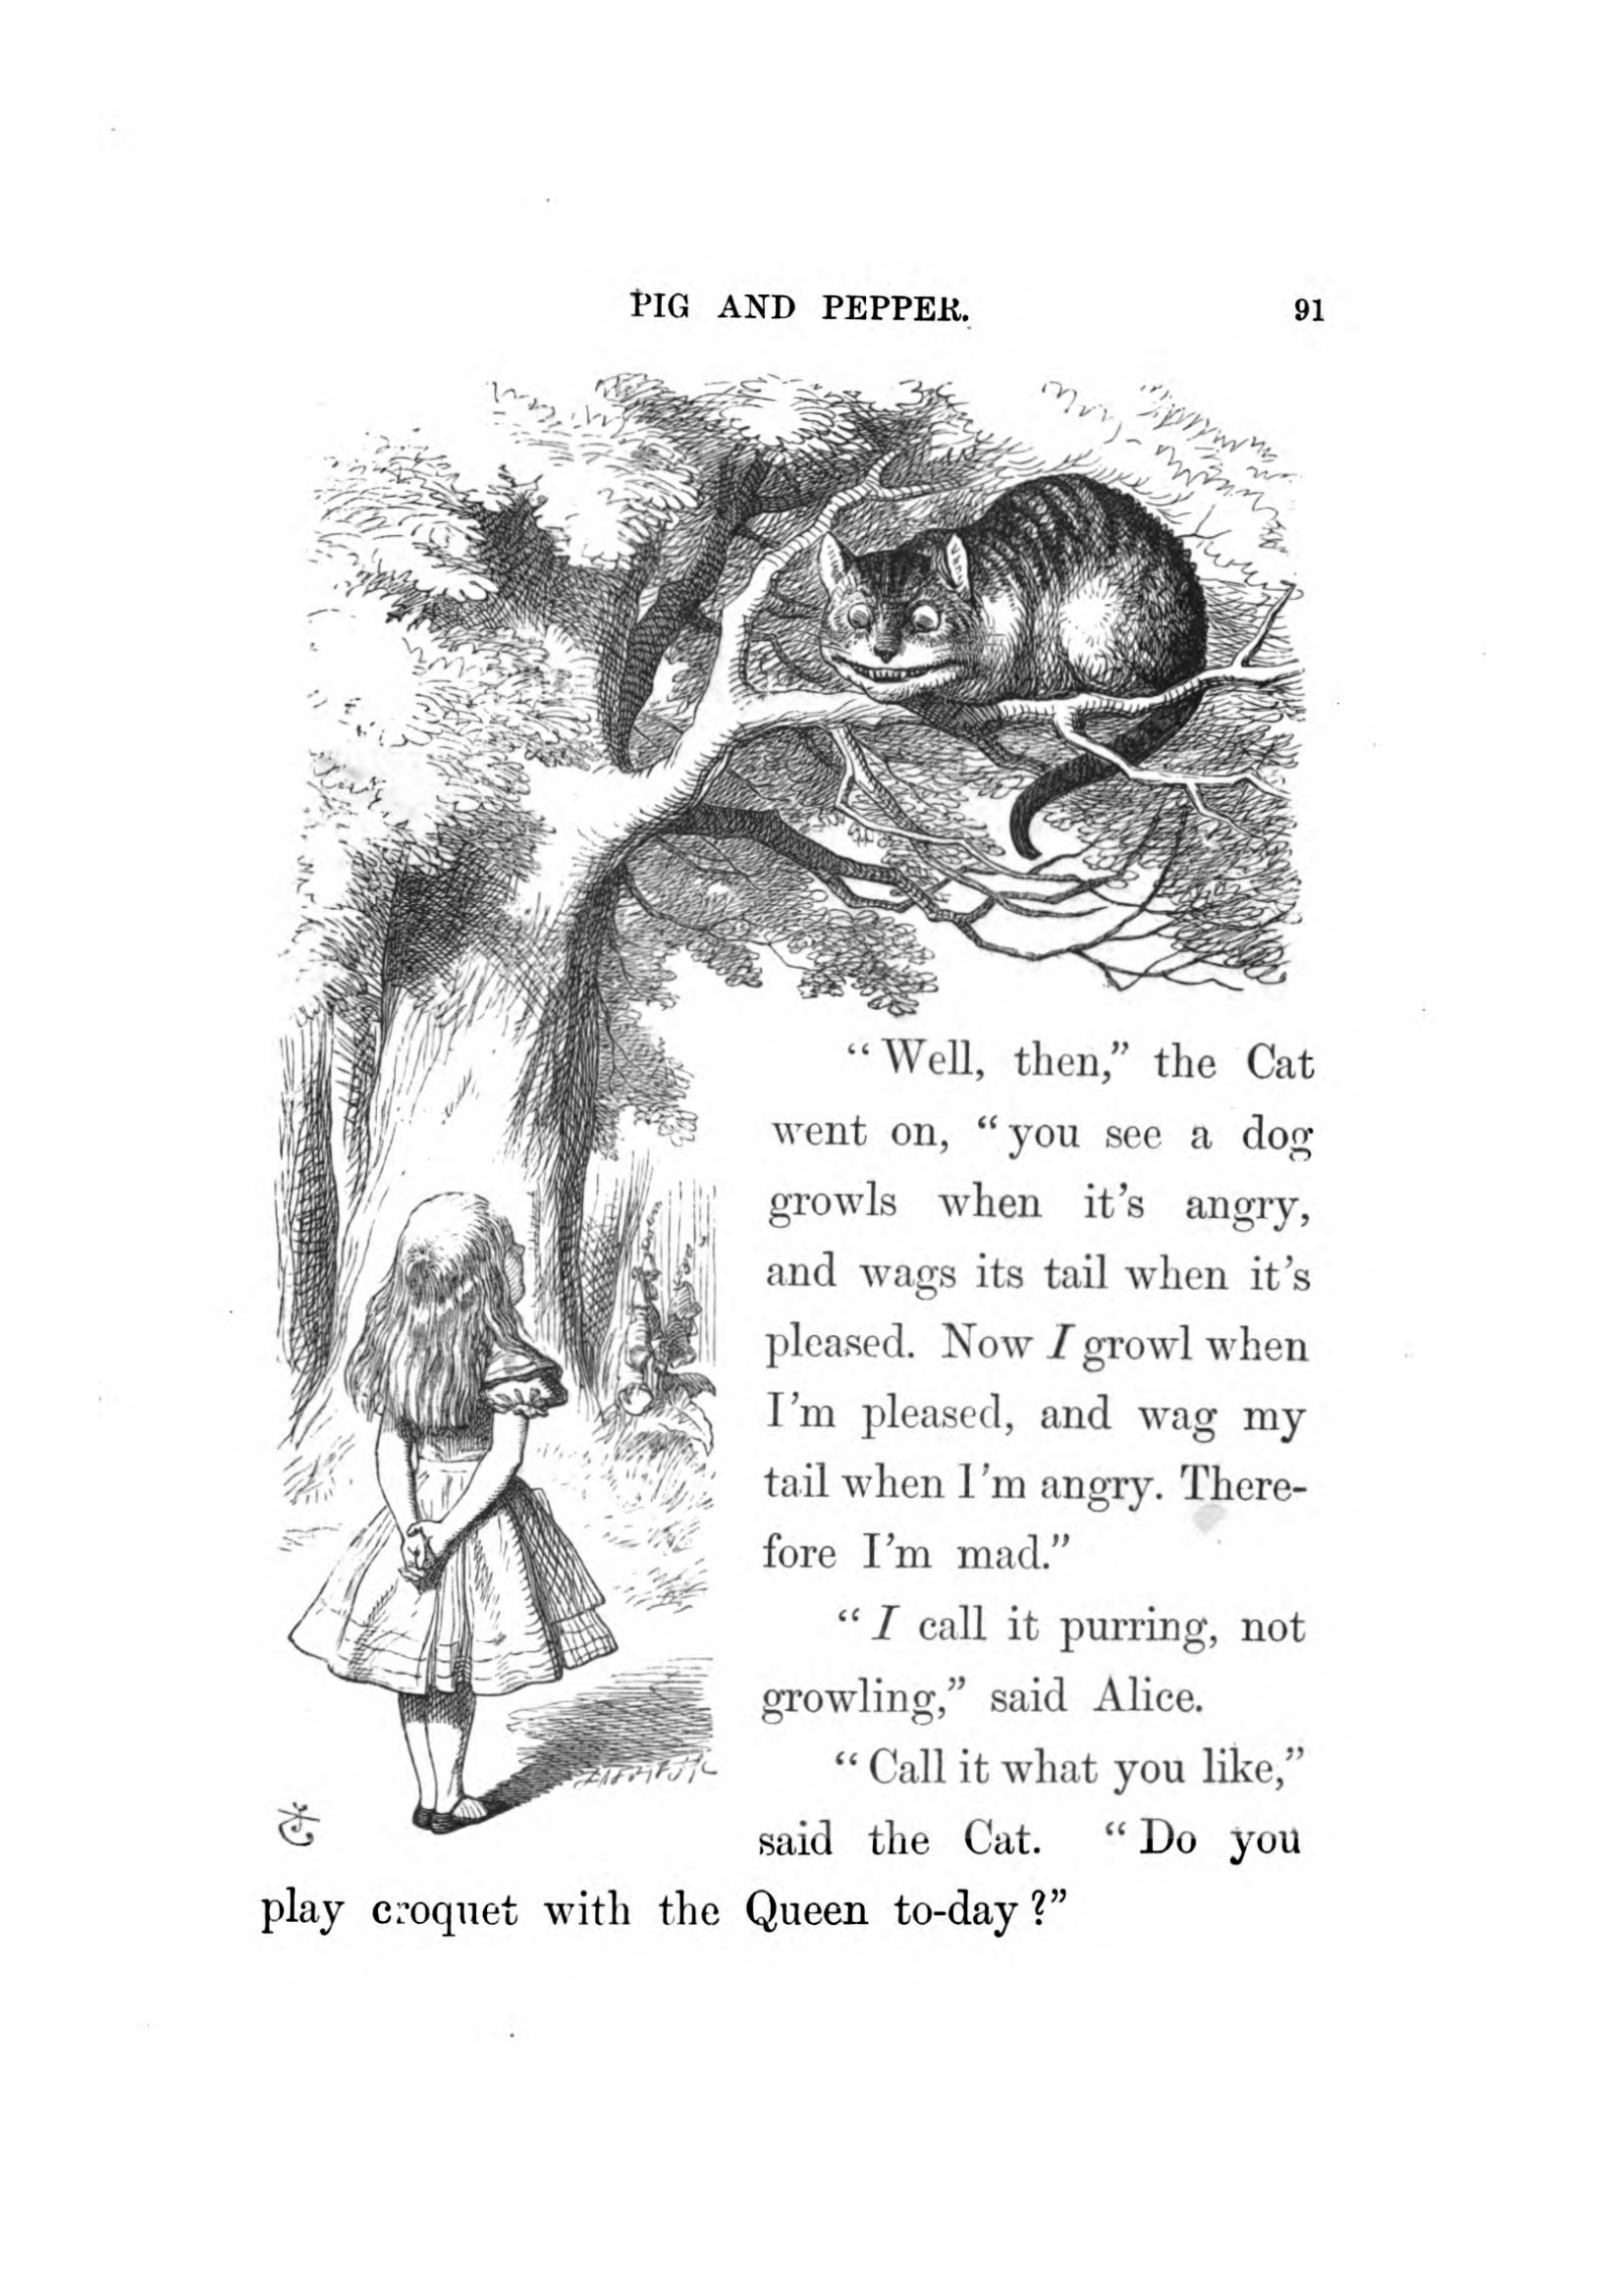 PIG AND PEPPER. 91
“Well, then,” the Cat
went on, “you see a dog
growls when it’s angry,
and wags its tail when it’s
pleased. Now I growl when
I’m pleased, and wag my
tail when I’m angry. There-
fore I’m mad.”
“I call it purring, not
growling,” said Alice.
“Call it what you like,”
said the Cat. “Do you
play croquet with the Queen to-day?”